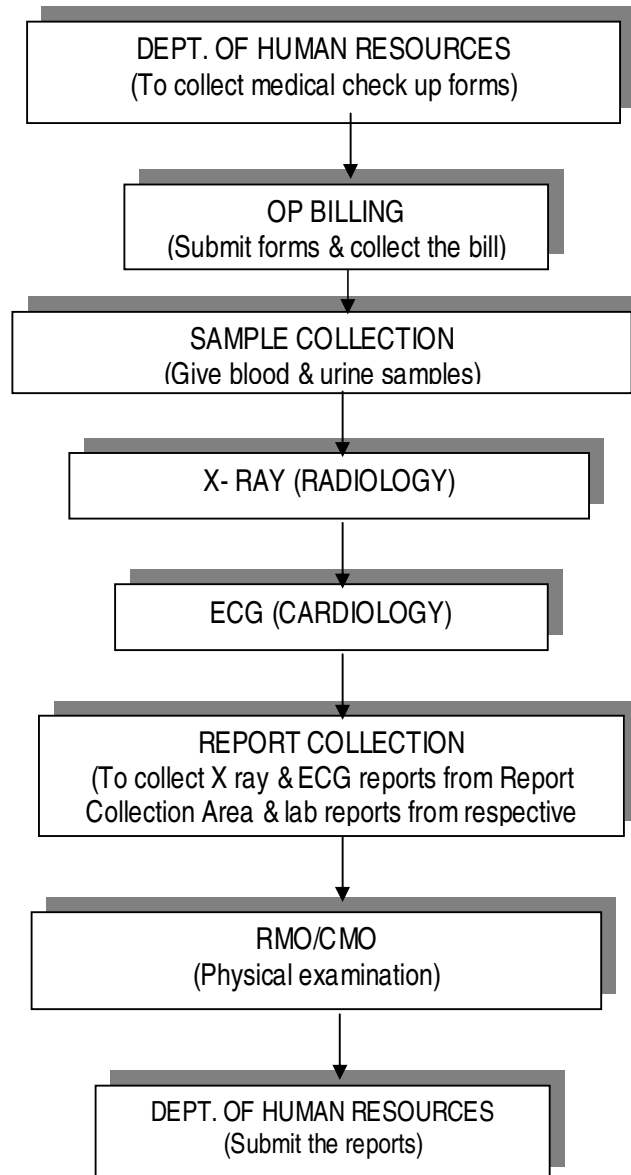 DEPT. OF HUMAN RESOURCES
(To collect medical check up forms)
OP BILLING
(Submit forms & collect the bill)
SAMPLE COLLECTION
(Give blood & urine samples)
X- RAY (RADIOLOGY)
ECG (CARDIOLOGY)
REPORT COLLECTION
(To collect X ray & ECG reports from Report
Collection Area & lab reports from respective
RMO/CMO
(Physical examination)
DEPT. OF HUMAN RESOURCES
(Submit the reports)